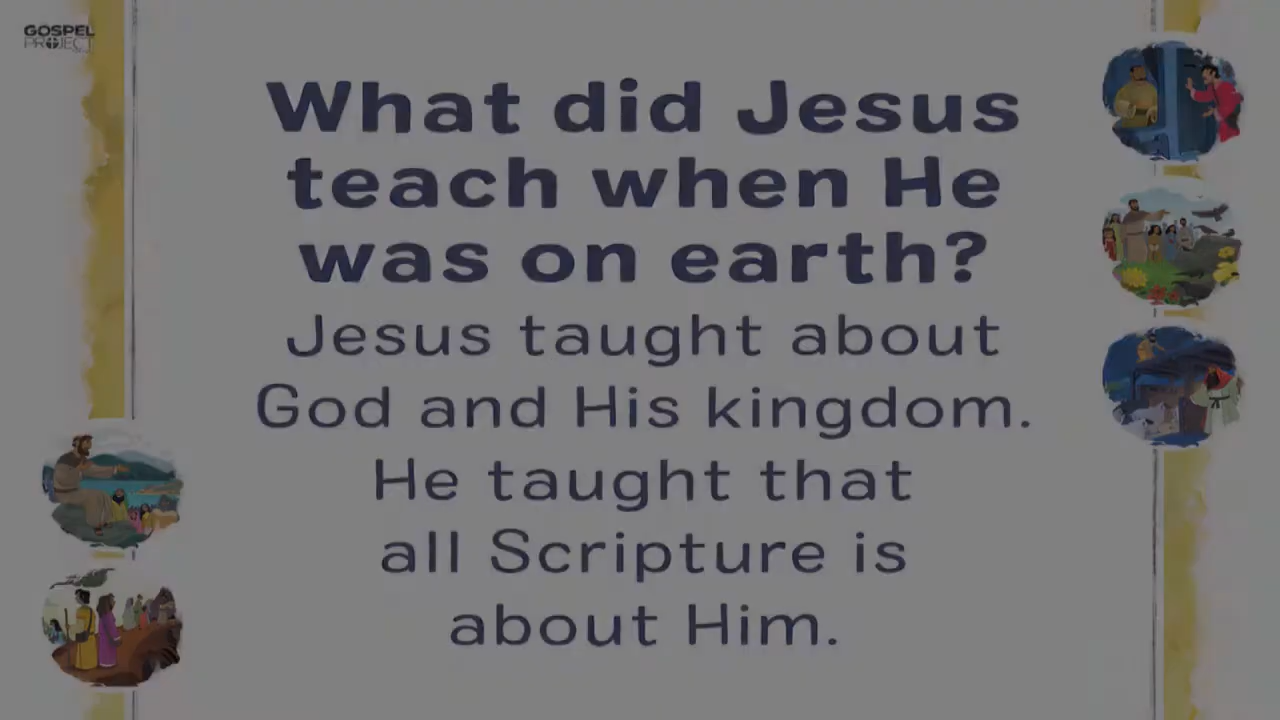 GOSPEL
PROJECT
What did Jesus
teach when He
was on earth?
Jesus taught about
God and His kingdom.
He taught that
all Scripture is
about Him.